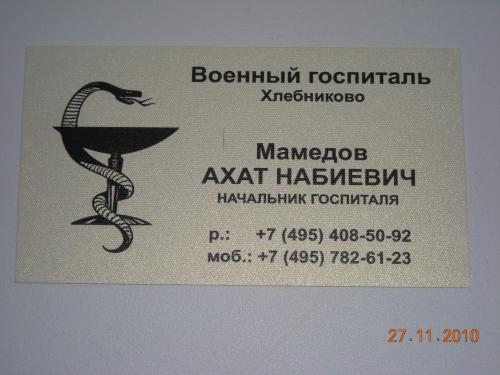 Военный госпиталь
Хлебниково
Мамедов
АХАТ НАБИЕВИЧ
НАЧАЛЬНИК ГОСПИТАЛЯ
р.: +7 (495) 408-50-92
моб.: +7 (495) 782-61-23
27.11.2010